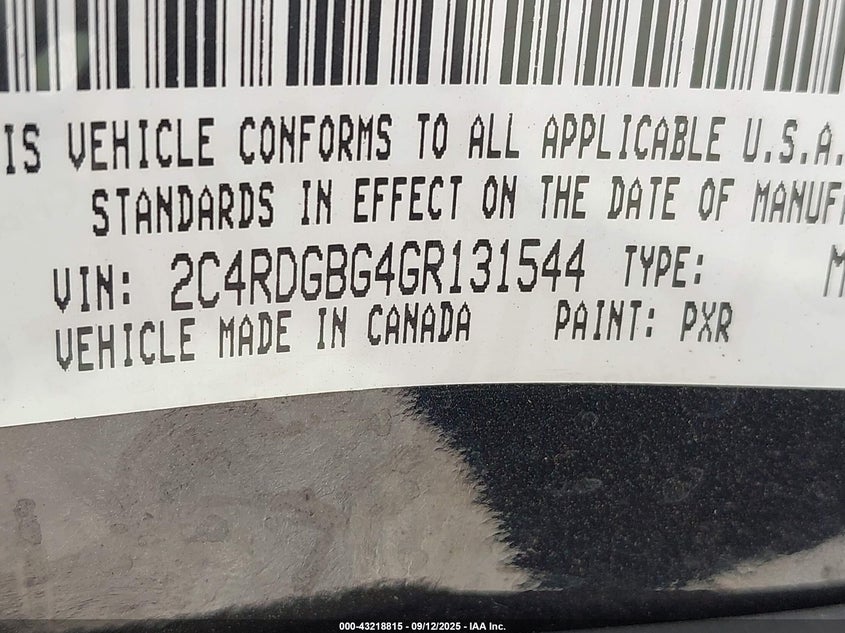 IS VEHICLE CONFORMS TO ALL APPLICABLE U.S.A.
STANDARDS IN EFFECT ON THE DATE OF MANUF
VIN: 2C4RDGBG4GR131544 TYPE: M
VEHICLE MADE IN CANADA PAINT: PXR
000-43218815 - 09/12/2025 - IAA Inc.